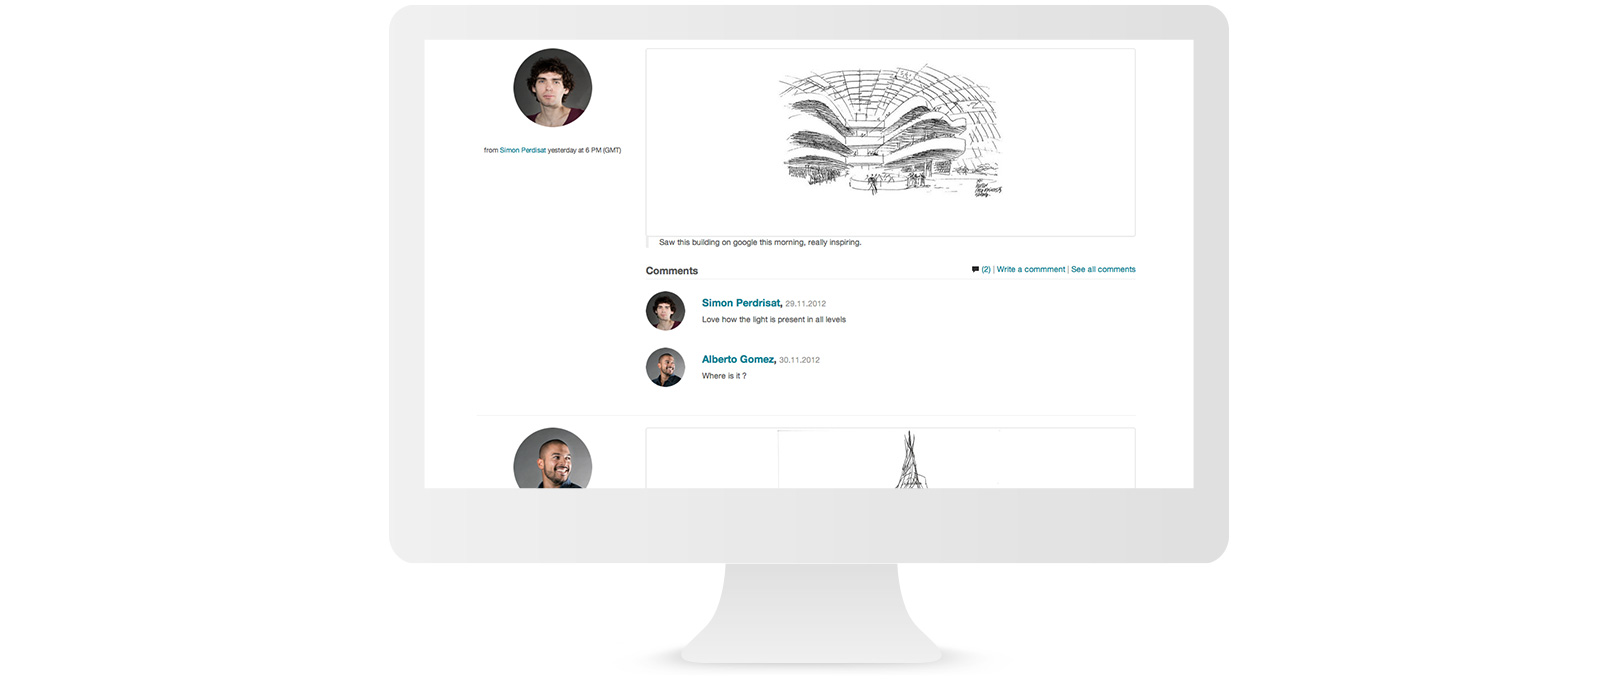 from Simon Perdisat yesterday at 6 PM (GMT)
Saw this building on google this morning, really inspiring.
Comments
(2) | Write a commment | See all comments
Simon Perdrisat, 29.11.2012
Love how the light is present in all levels
Alberto Gomez, 30.11.2012
Where is it ?